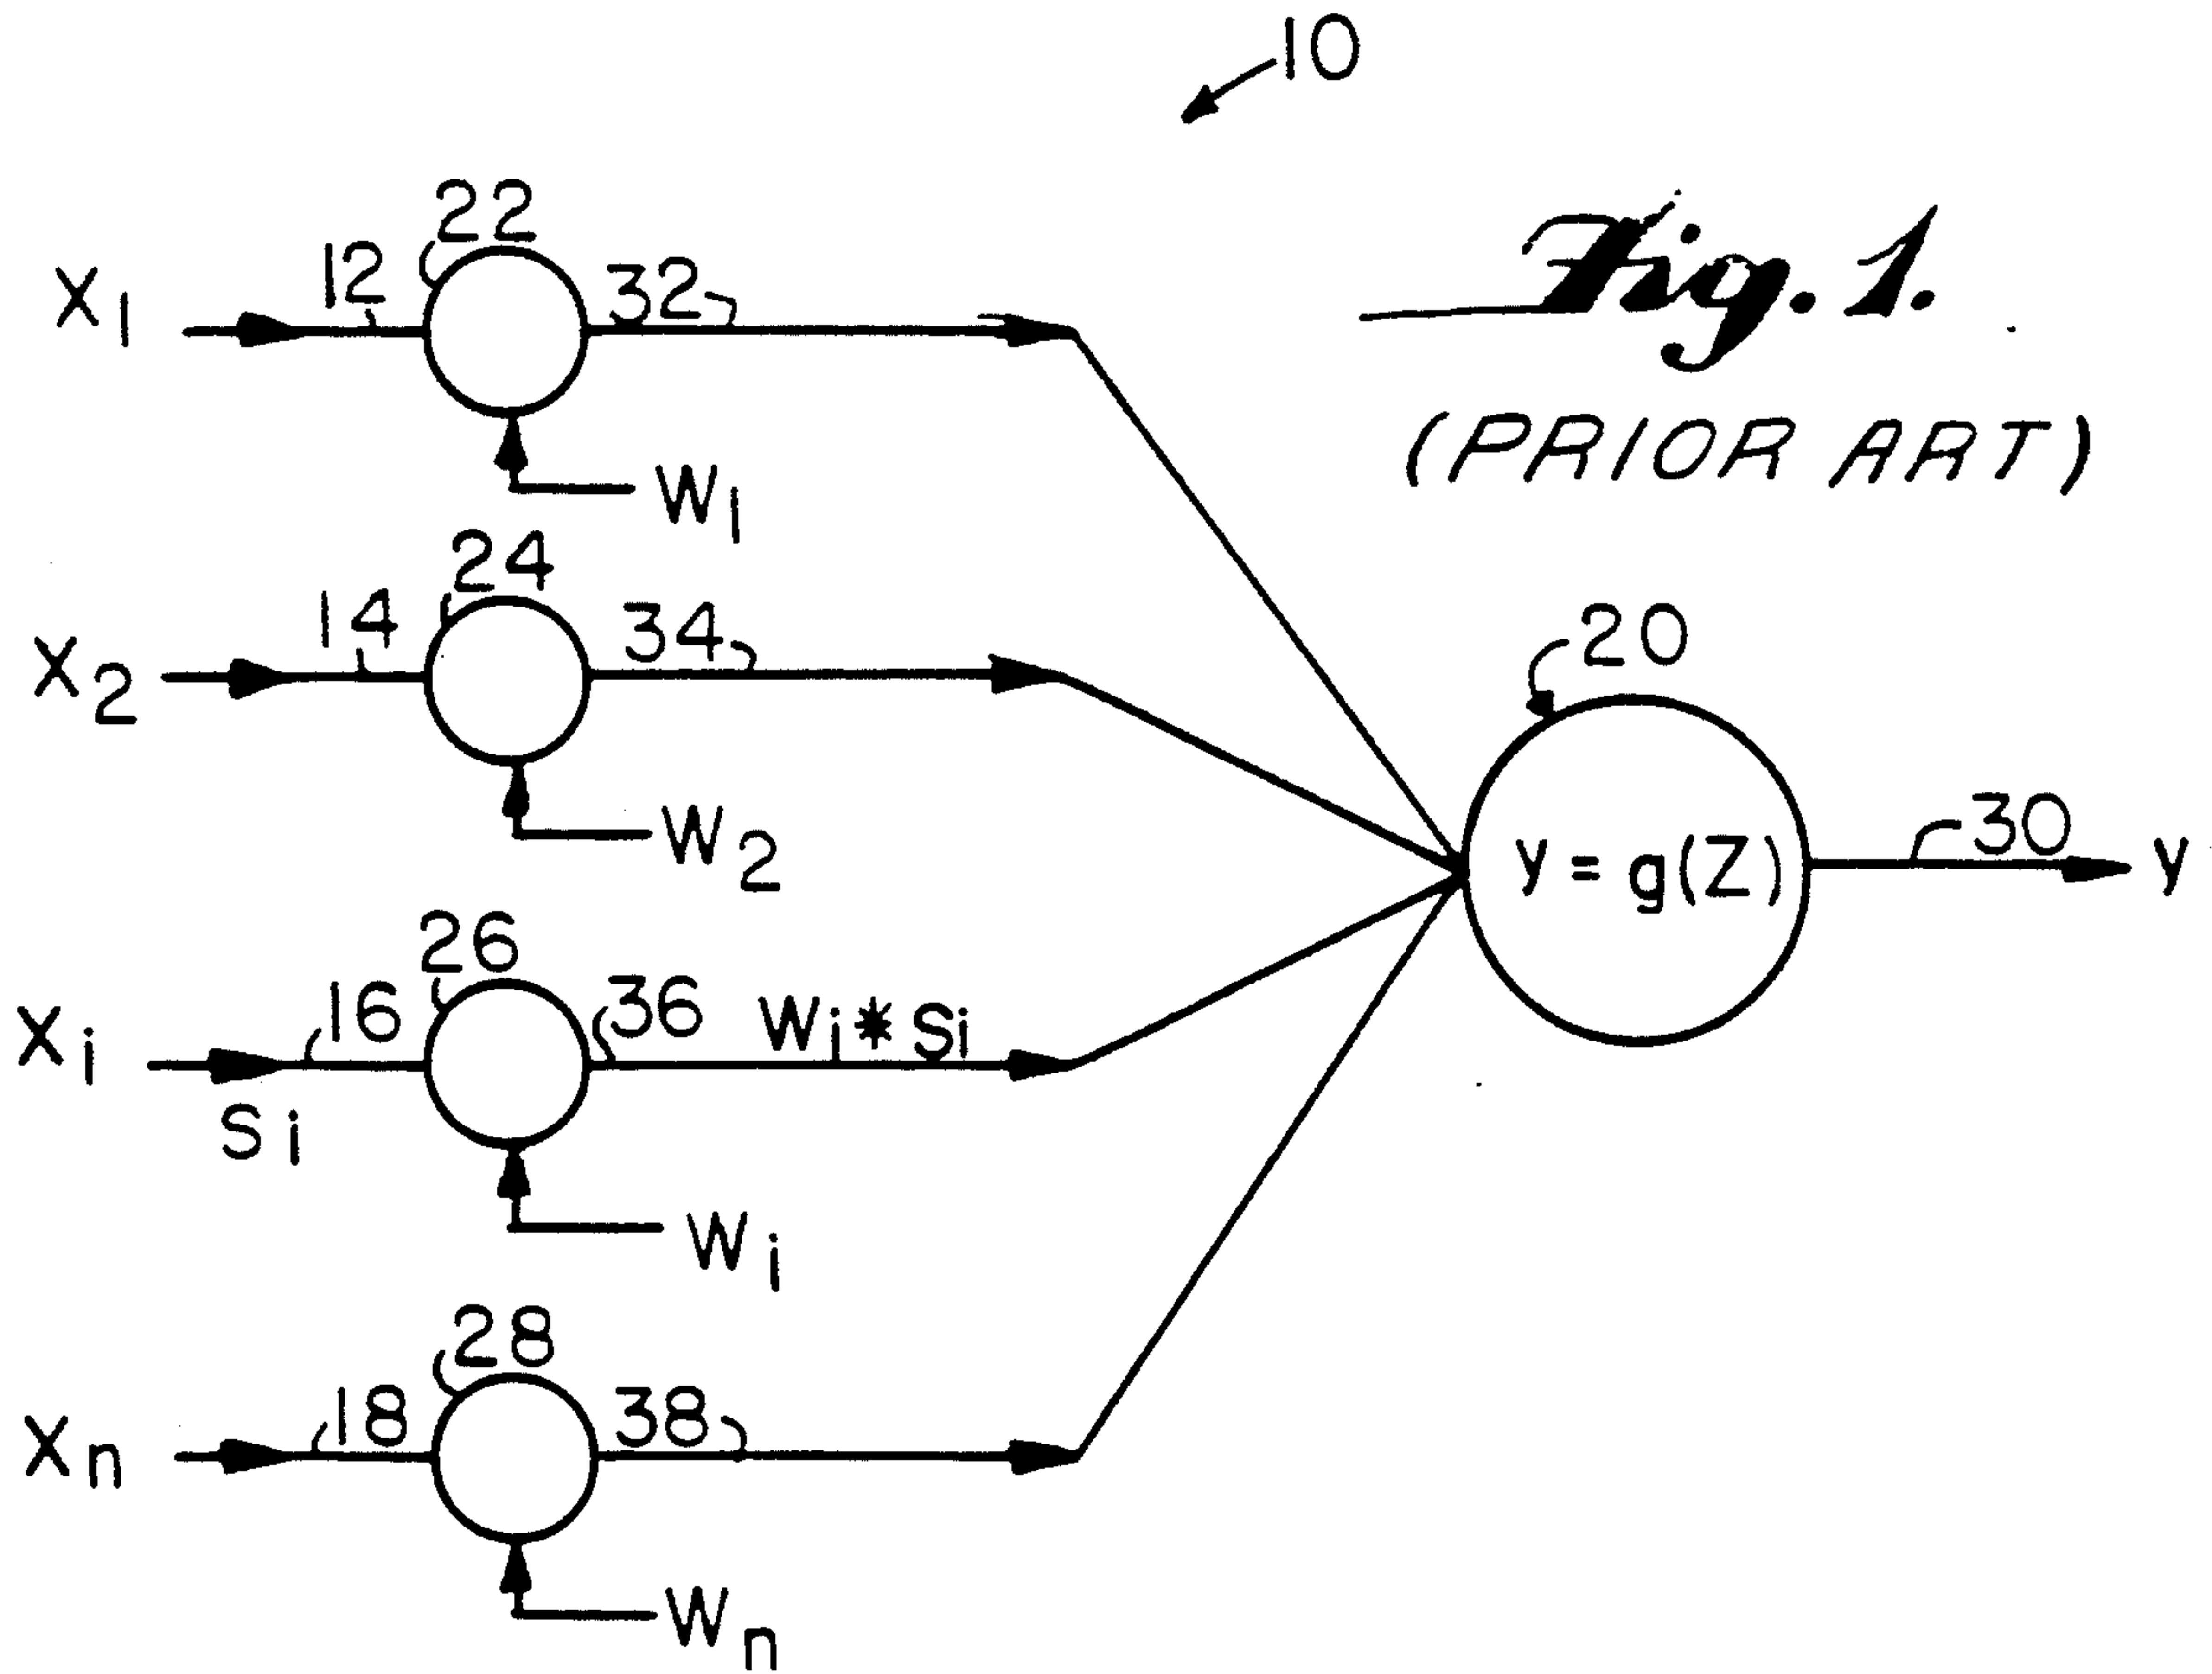 10
Fig. 1.
(PRIOR ART)
X1
12
22
32
W1
X2
14
24
34
W2
20
y = g(Z)
30
y
Xi
16
Si
26
36
Wi * Si
Wi
Xn
18
28
38
Wn